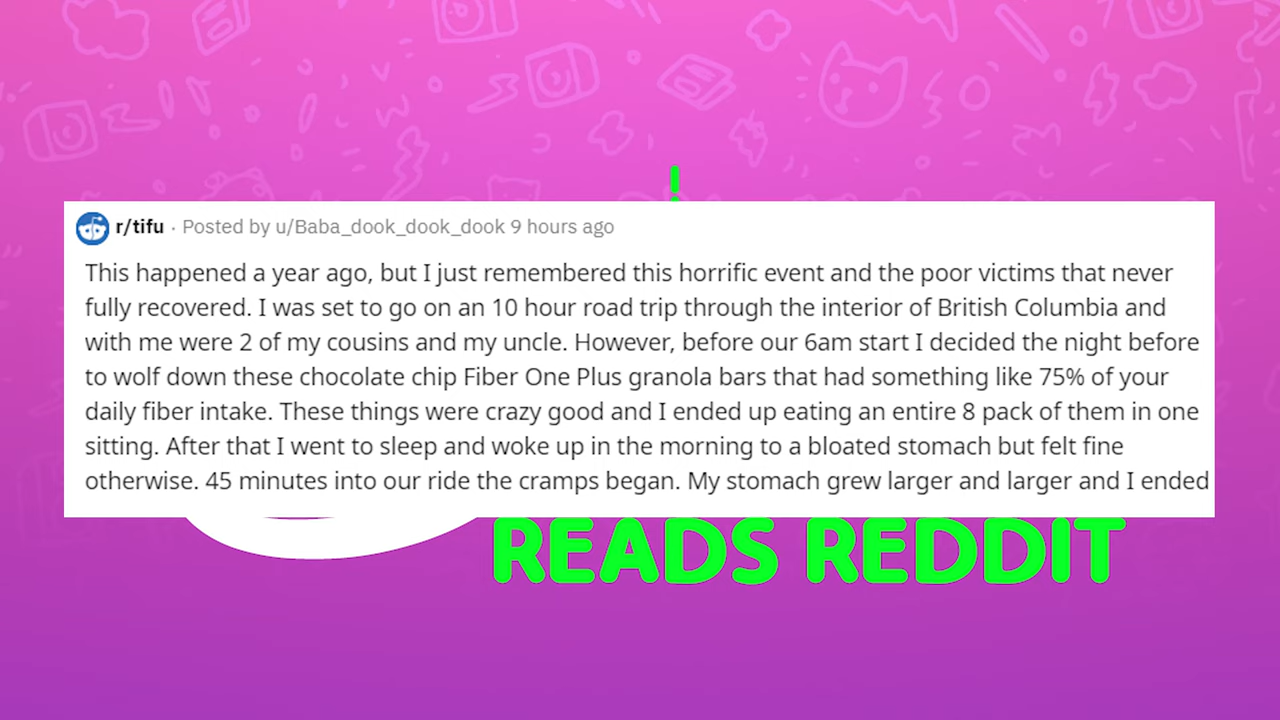 !
r/tifu · Posted by u/Baba_dook_dook_dook 9 hours ago
This happened a year ago, but I just remembered this horrific event and the poor victims that never
fully recovered. I was set to go on an 10 hour road trip through the interior of British Columbia and
with me were 2 of my cousins and my uncle. However, before our 6am start I decided the night before
to wolf down these chocolate chip Fiber One Plus granola bars that had something like 75% of your
daily fiber intake. These things were crazy good and I ended up eating an entire 8 pack of them in one
sitting. After that I went to sleep and woke up in the morning to a bloated stomach but felt fine
otherwise. 45 minutes into our ride the cramps began. My stomach grew larger and larger and I ended
READS REDDIT